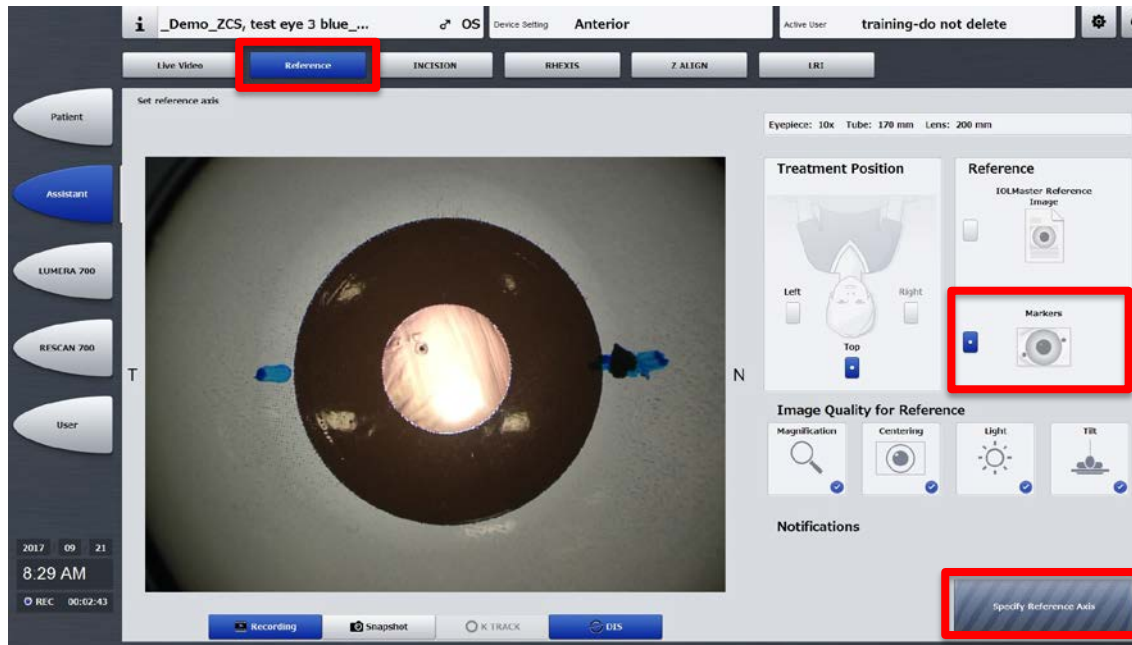 i _Demo_ZCS, test eye 3 blue_... ♂ OS Device Setting Anterior Active User training-do not delete
Live Video Reference INCISION RHEXIS Z ALIGN LRI
Set reference axis
Patient
Eyepiece: 10x Tube: 170 mm Lens: 200 mm
Treatment Position Reference
Assistant
IOLMaster Reference
Image
LUMERA 700
Left Right
Markers
RESCAN 700
Top
T N
Image Quality for Reference
User
Magnification Centering Light Tilt
Notifications
2017 09 21
8:29 AM
REC 00:02:43
Specify Reference Axis
Recording Snapshot K TRACK DIS